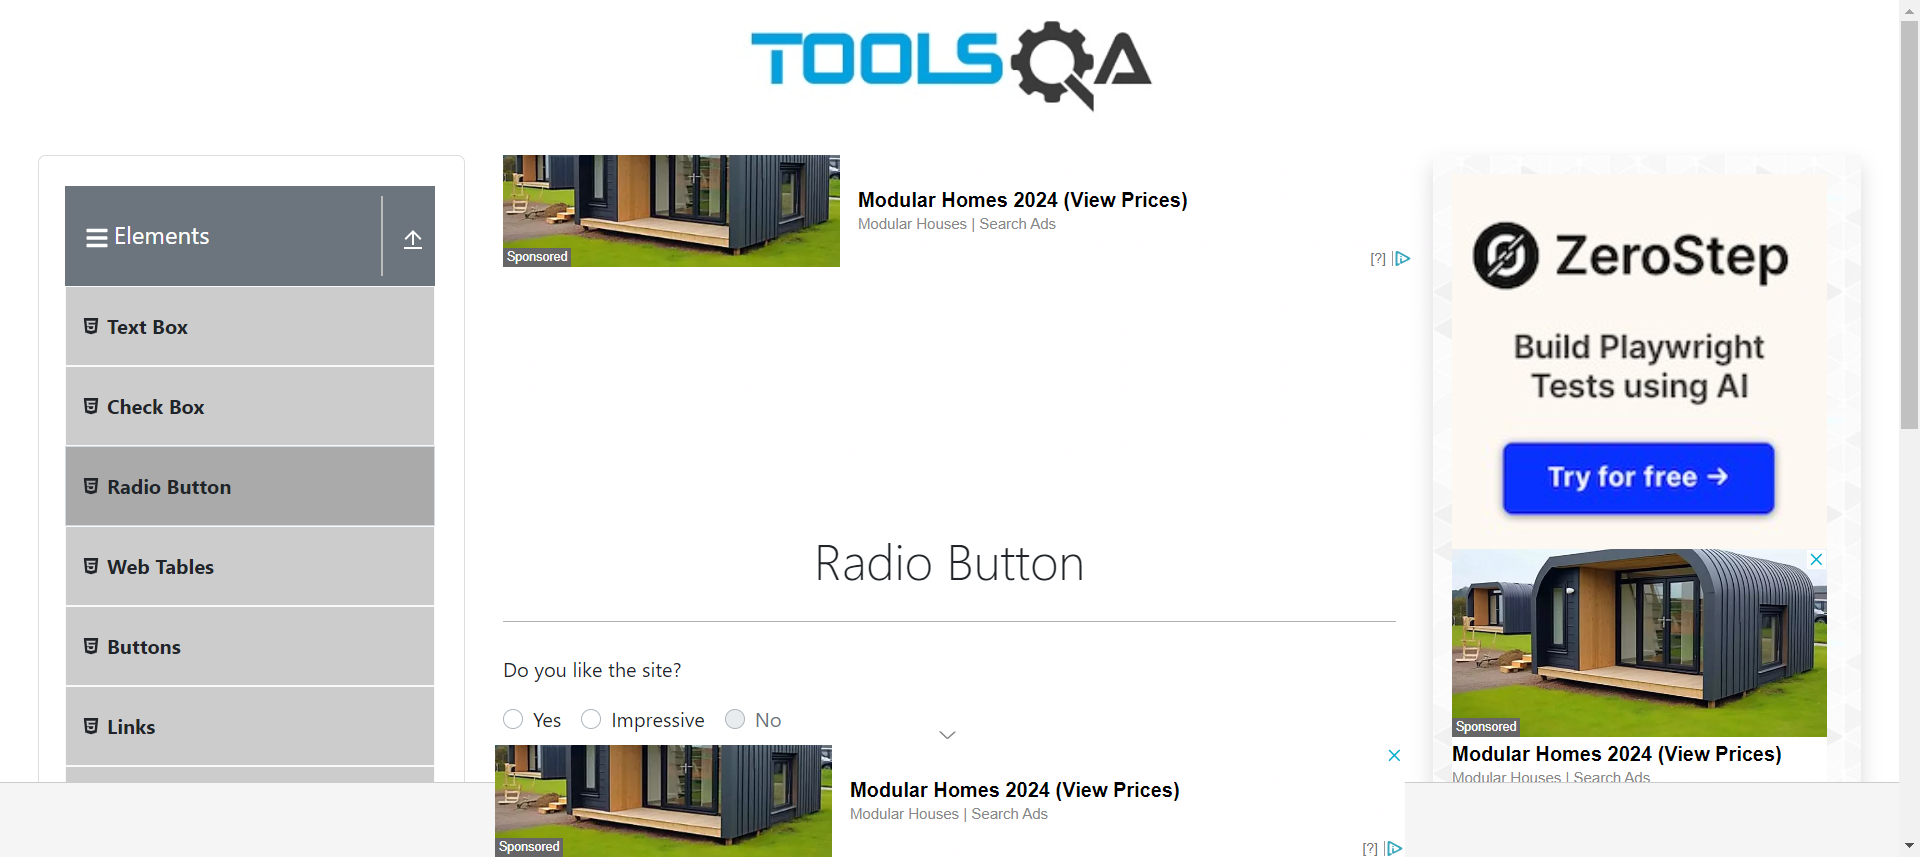 TOOLSQA
Elements
Text Box
Check Box
Radio Button
Web Tables
Buttons
Links
Sponsored
Modular Homes 2024 (View Prices)
Modular Houses | Search Ads
[?]
Radio Button
Do you like the site?
Yes
Impressive
No
Sponsored
Modular Homes 2024 (View Prices)
Modular Houses | Search Ads
[?]
ZeroStep
Build Playwright
Tests using AI
Try for free →
Sponsored
Modular Homes 2024 (View Prices)
Modular Houses | Search Ads